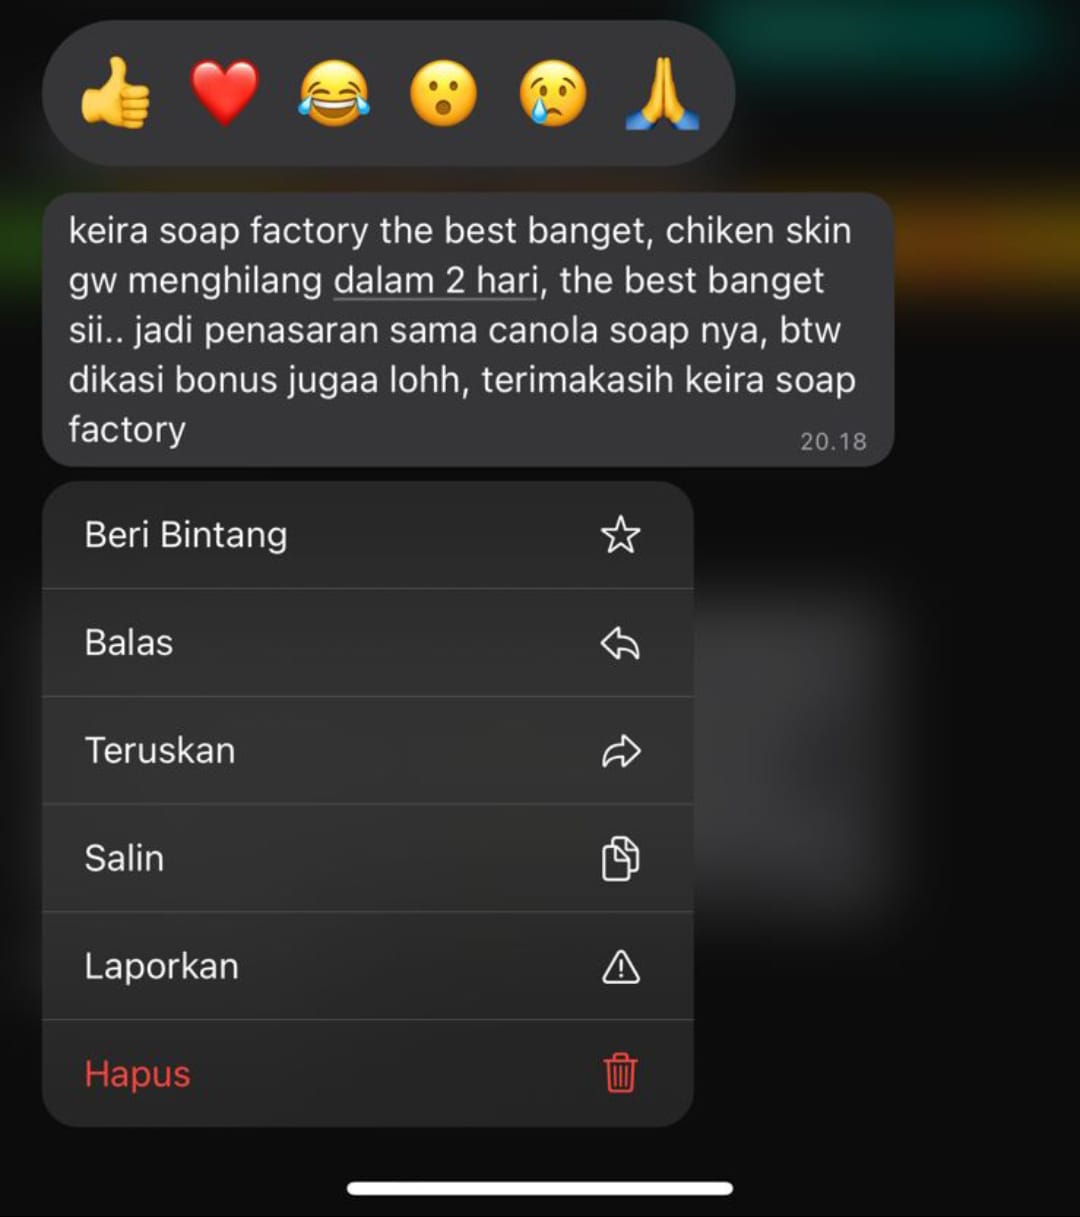 keira soap factory the best banget, chiken skin
gw menghilang dalam 2 hari, the best banget
sii.. jadi penasaran sama canola soap nya, btw
dikasi bonus jugaa lohh, terimakasih keira soap
factory
20.18
Beri Bintang
Balas
Teruskan
Salin
Laporkan
Hapus